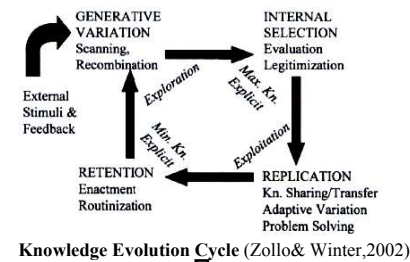 GENERATIVE
VARIATION
Scanning,
Recombination
INTERNAL
SELECTION
Evaluation
Legitimization
External
Stimuli &
Feedback
Exploration
Max. Kn.
Explicit
Min. Kn.
Explicit
Exploitation
RETENTION
Enactment
Routinization
REPLICATION
Kn. Sharing/Transfer
Adaptive Variation
Problem Solving
Knowledge Evolution Cycle (Zollo& Winter,2002)